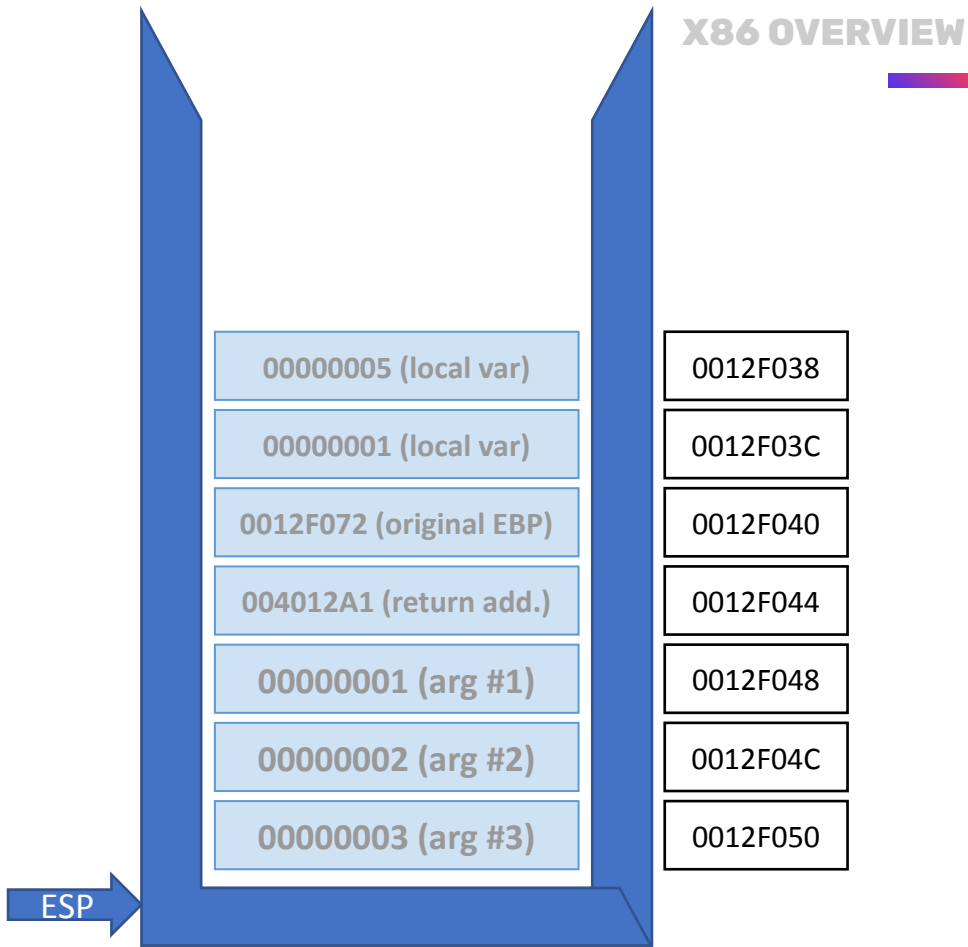 X86 OVERVIEW
00000005 (local var) 0012F038
00000001 (local var) 0012F03C
0012F072 (original EBP) 0012F040
004012A1 (return add.) 0012F044
00000001 (arg #1) 0012F048
00000002 (arg #2) 0012F04C
00000003 (arg #3) 0012F050
ESP